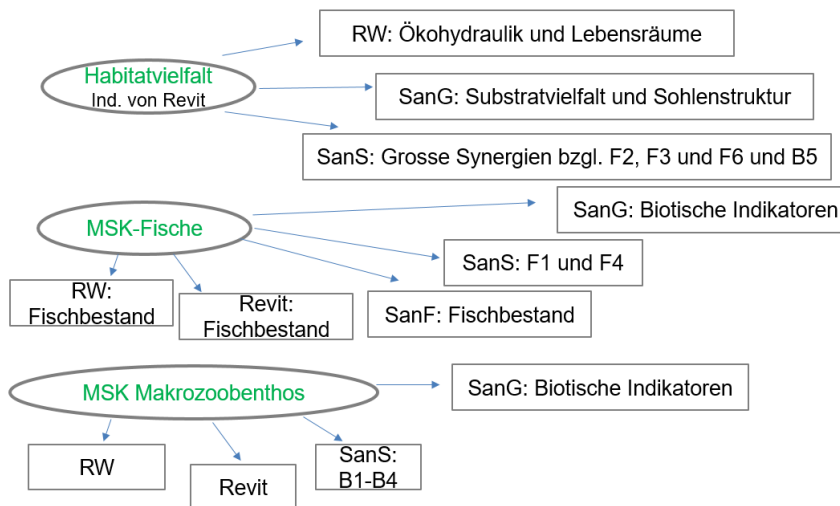 RW: Ökohydraulik und Lebensräume
Habitatvielfalt
Ind. von Revit
SanG: Substratvielfalt und Sohlenstruktur
SanS: Grosse Synergien bzgl. F2, F3 und F6 und B5
SanG: Biotische Indikatoren
MSK-Fische
SanS: F1 und F4
RW:
Fischbestand
Revit:
Fischbestand
SanF: Fischbestand
MSK Makrozoobenthos
SanG: Biotische Indikatoren
RW
Revit
SanS:
B1-B4